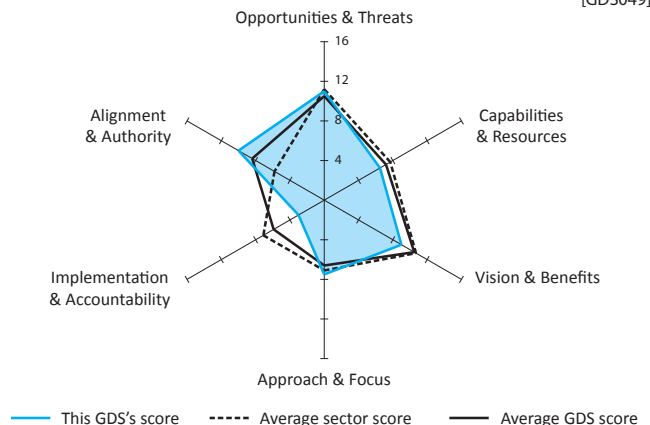 [GDS049]
Opportunities & Threats
16
12
8
4
Alignment
& Authority
Capabilities
& Resources
Implementation
& Accountability
Vision & Benefits
Approach & Focus
This GDS's score
Average sector score
Average GDS score